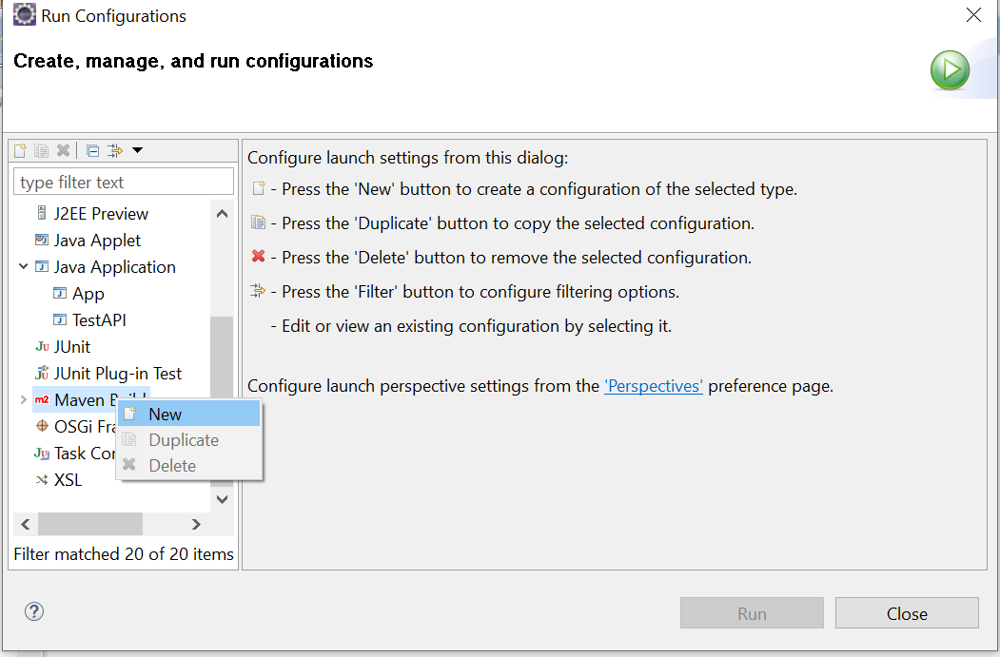 Run Configurations
Create, manage, and run configurations
type filter text
J2EE Preview
Java Applet
Java Application
App
TestAPI
JUnit
JUnit Plug-in Test
m2 Maven Build
OSGi Fra
Task Cor
XSL
New
Duplicate
Delete
Filter matched 20 of 20 items
Configure launch settings from this dialog:
- Press the 'New' button to create a configuration of the selected type.
- Press the 'Duplicate' button to copy the selected configuration.
- Press the 'Delete' button to remove the selected configuration.
- Press the 'Filter' button to configure filtering options.
- Edit or view an existing configuration by selecting it.
Configure launch perspective settings from the 'Perspectives' preference page.
Run
Close